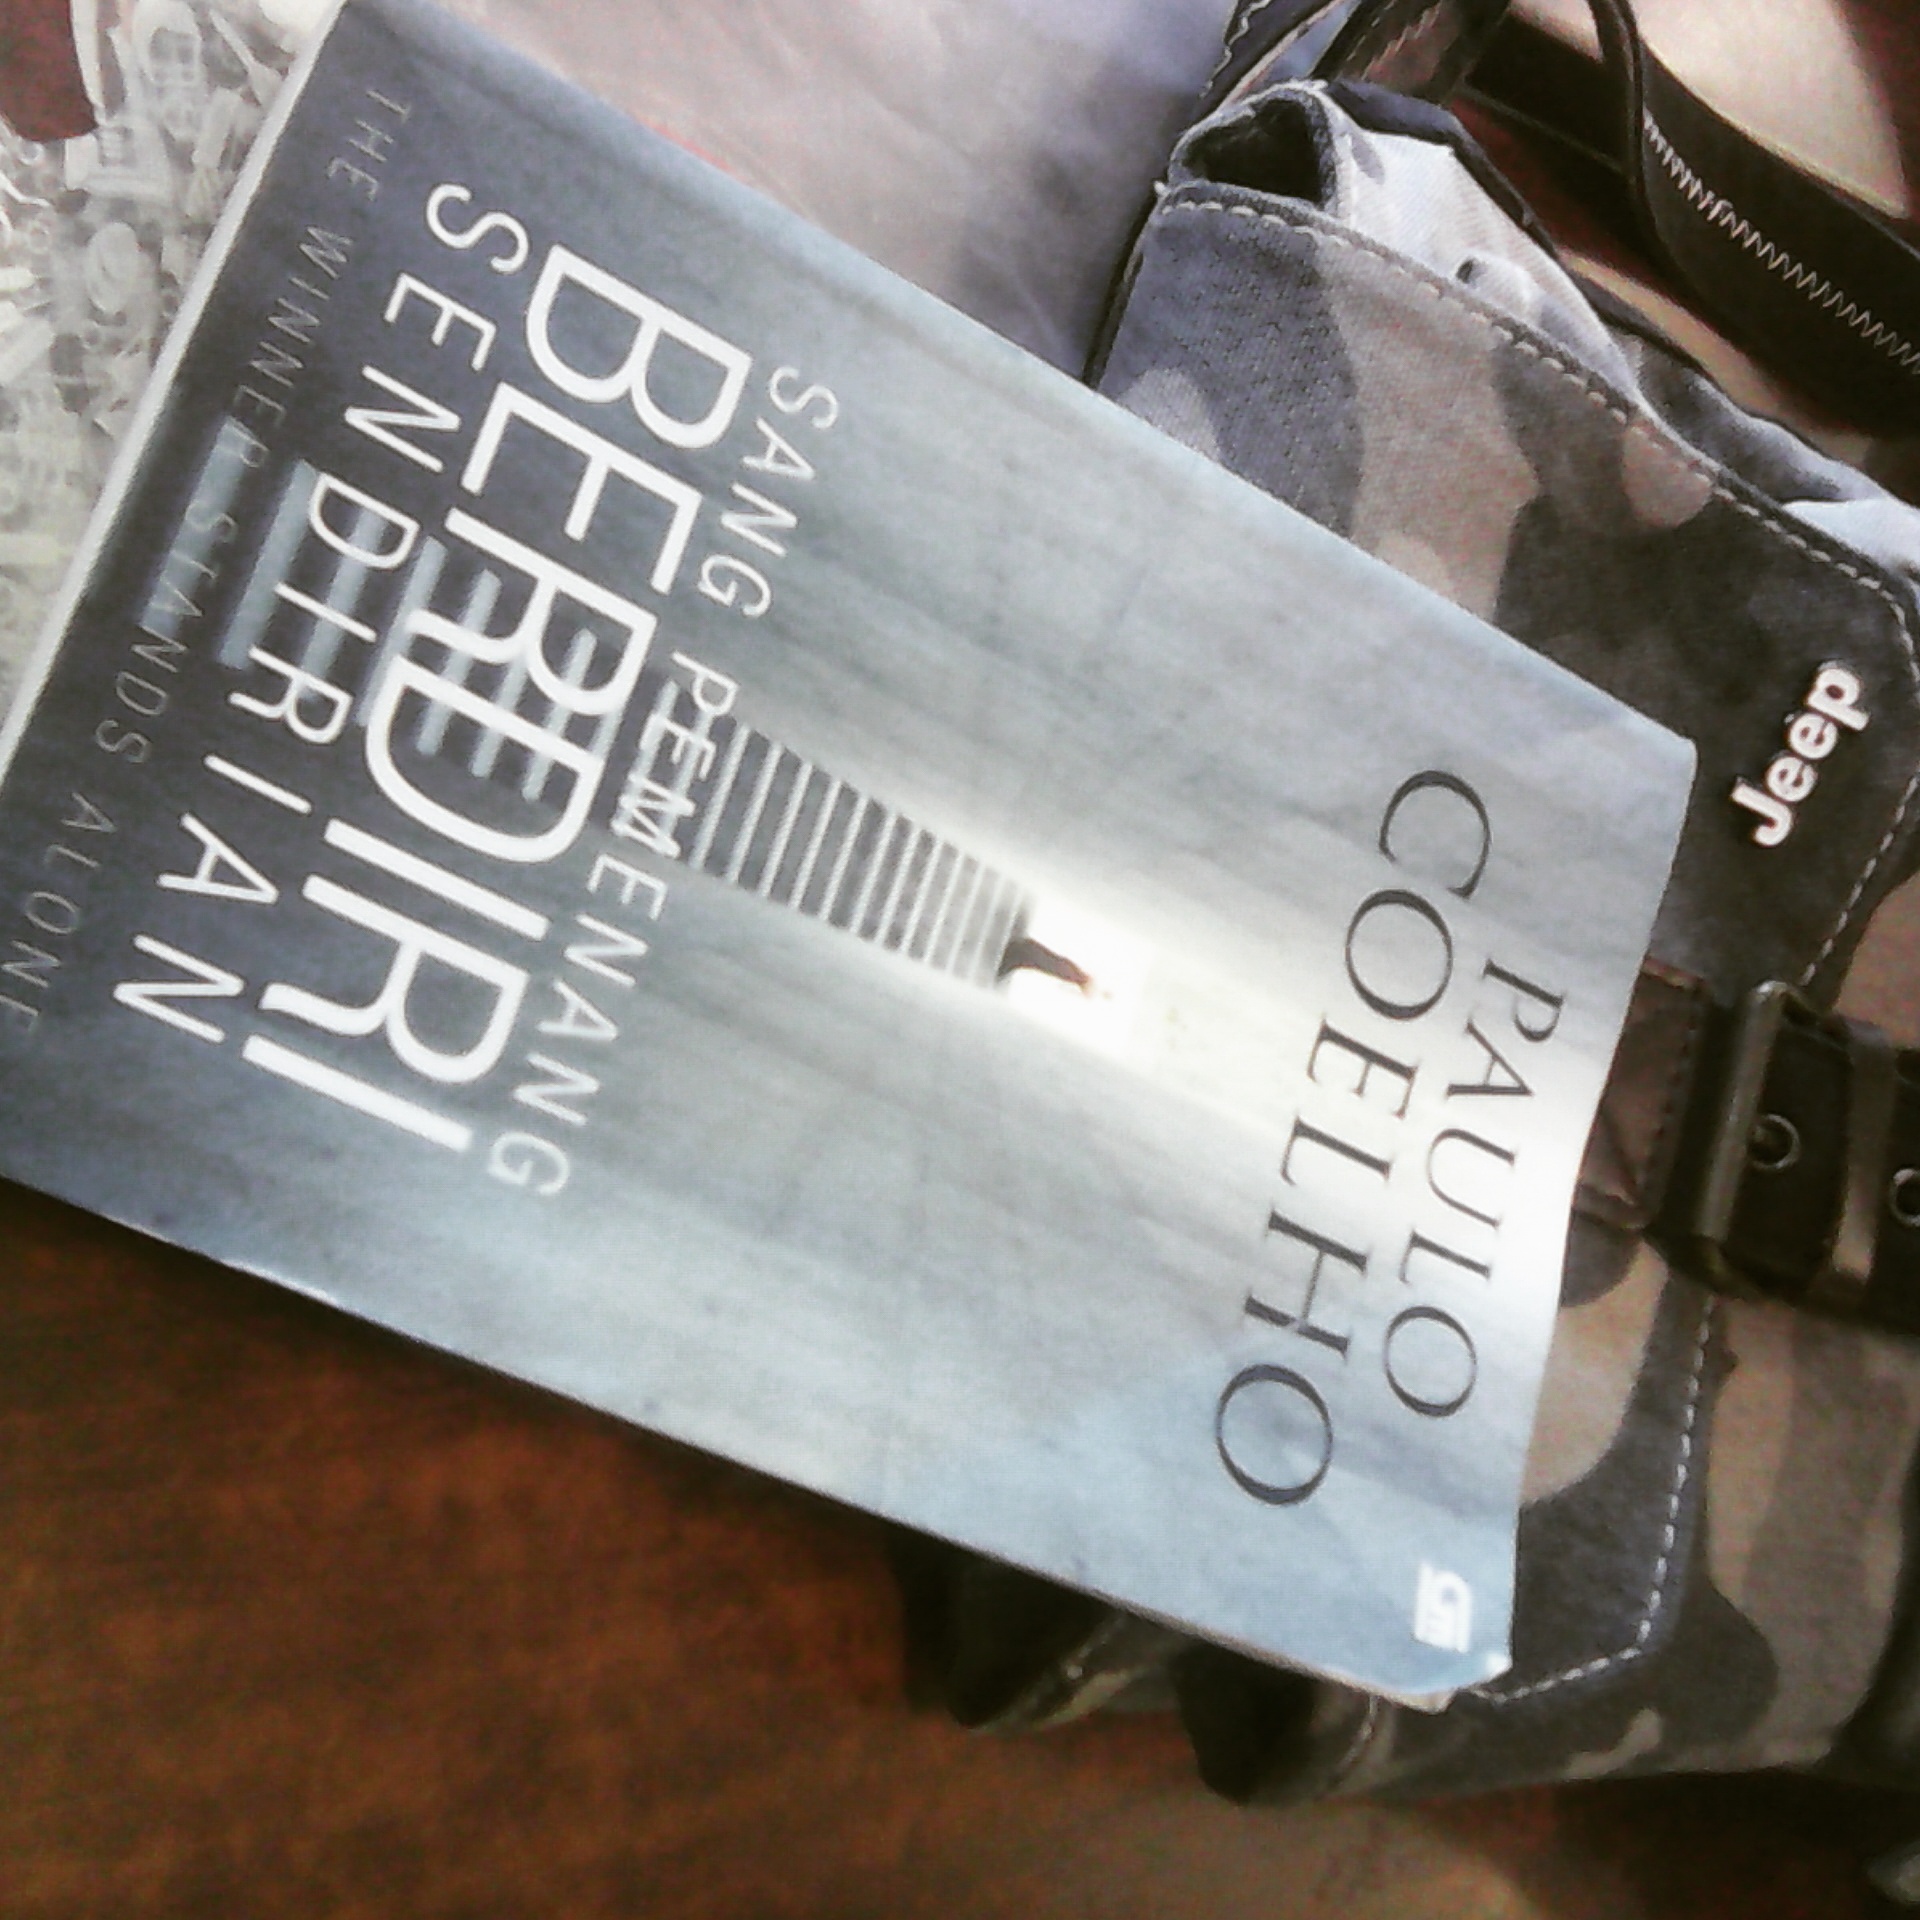 PAULO
COELHO
SANG PEMENANG
BERDIRI
SENDIRIAN
THE WINNER STANDS ALONE
Jeep